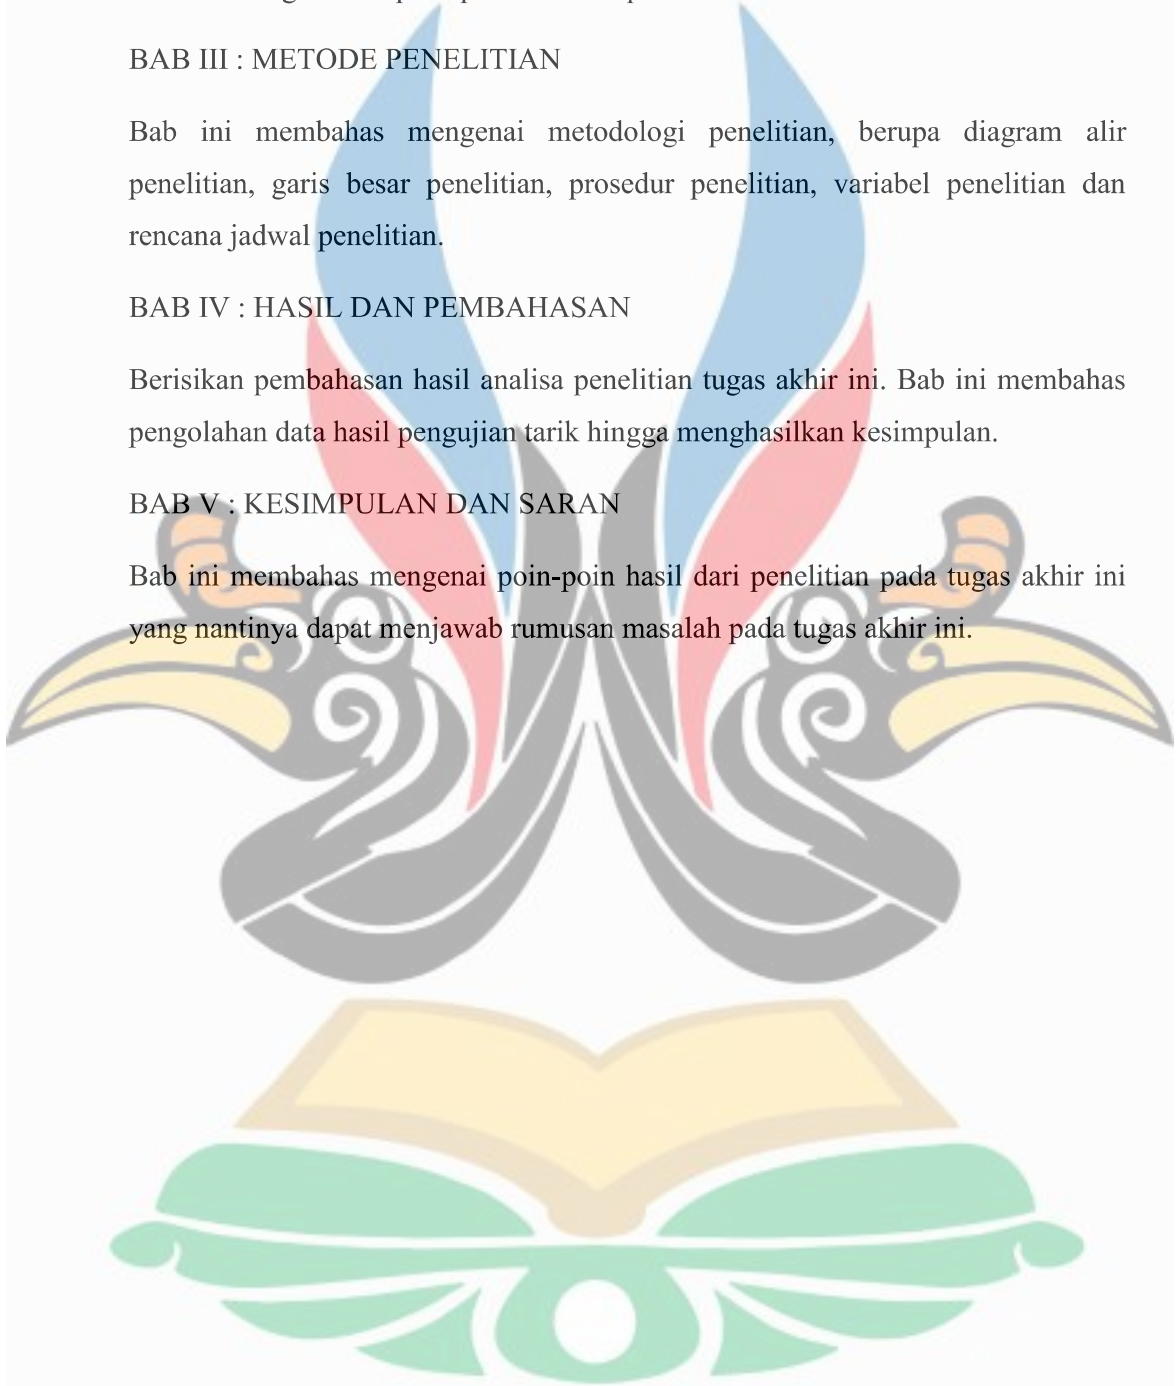 BAB III : METODE PENELITIAN
Bab ini membahas mengenai metodologi penelitian, berupa diagram alir
penelitian, garis besar penelitian, prosedur penelitian, variabel penelitian dan
rencana jadwal penelitian.
BAB IV : HASIL DAN PEMBAHASAN
Berisikan pembahasan hasil analisa penelitian tugas akhir ini. Bab ini membahas
pengolahan data hasil pengujian tarik hingga menghasilkan kesimpulan.
BAB V : KESIMPULAN DAN SARAN
Bab ini membahas mengenai poin-poin hasil dari penelitian pada tugas akhir ini
yang nantinya dapat menjawab rumusan masalah pada tugas akhir ini.